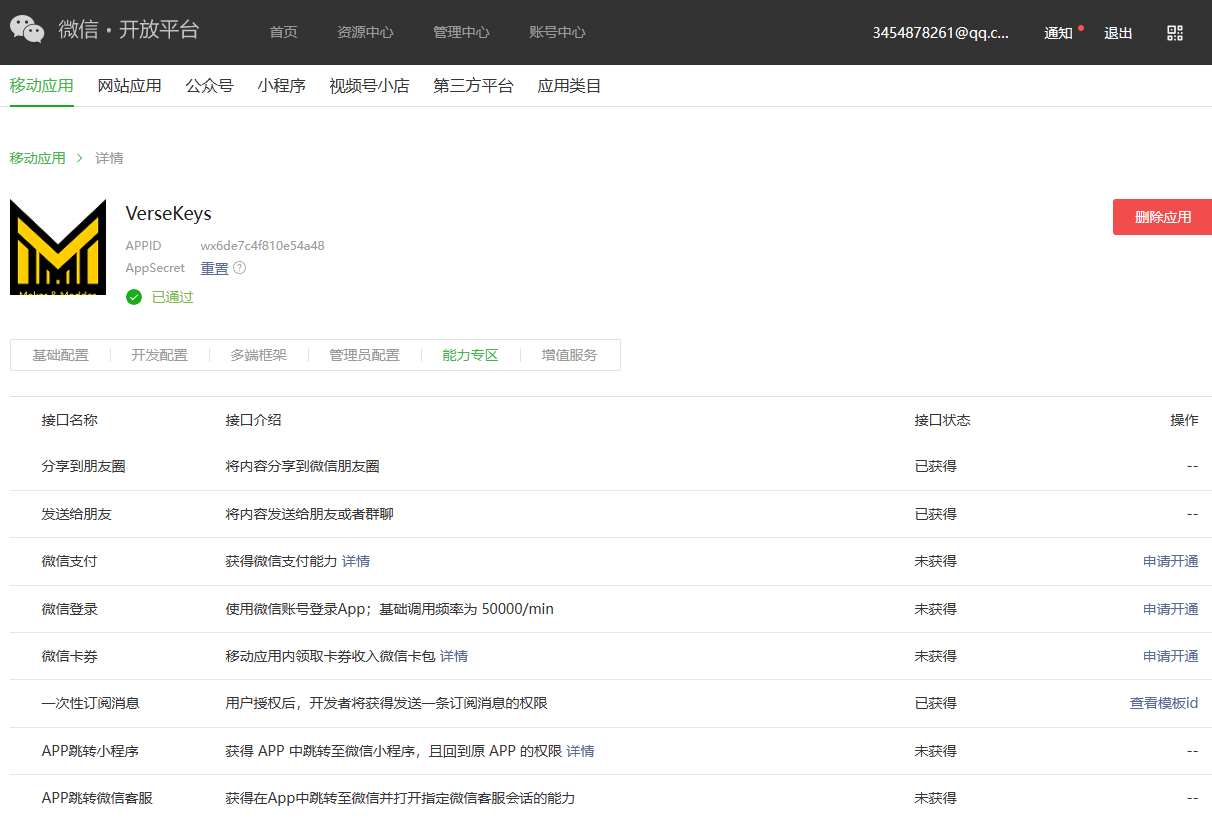 微信·开放平台 首页 资源中心 管理中心 账号中心 3454878261@qq.c... 通知 退出
移动应用 网站应用 公众号 小程序 视频号小店 第三方平台 应用类目
移动应用 > 详情
VerseKeys
删除应用
APPID wx6de7c4f810e54a48
AppSecret 重置 ?
已通过
Maker & Modder
基础配置 开发配置 多端框架 管理员配置 能力专区 增值服务
接口名称 接口介绍 接口状态 操作
分享到朋友圈 将内容分享到微信朋友圈 已获得 --
发送给朋友 将内容发送给朋友或者群聊 已获得 --
微信支付 获得微信支付能力 详情 未获得 申请开通
微信登录 使用微信账号登录App；基础调用频率为 50000/min 未获得 申请开通
微信卡券 移动应用内领取卡券收入微信卡包 详情 未获得 申请开通
一次性订阅消息 用户授权后，开发者将获得发送一条订阅消息的权限 已获得 查看模板id
APP跳转小程序 获得 APP 中跳转至微信小程序，且回到原 APP 的权限 详情 未获得 --
APP跳转微信客服 获得在App中跳转至微信并打开指定微信客服会话的能力 未获得 --